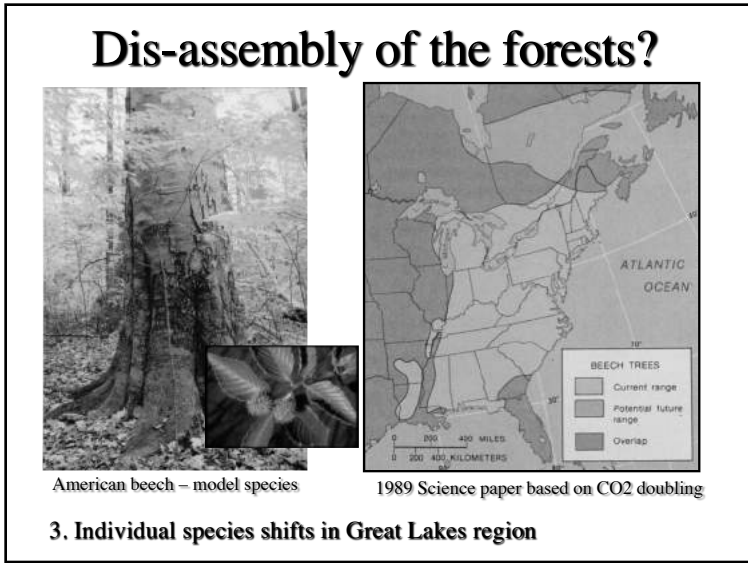 Dis-assembly of the forests?
ATLANTIC
OCEAN
BEECH TREES
Current range
Potential future
range
Overlap
0 200 400 MILES
0 200 400 KILOMETERS
American beech – model species
1989 Science paper based on CO2 doubling
3. Individual species shifts in Great Lakes region